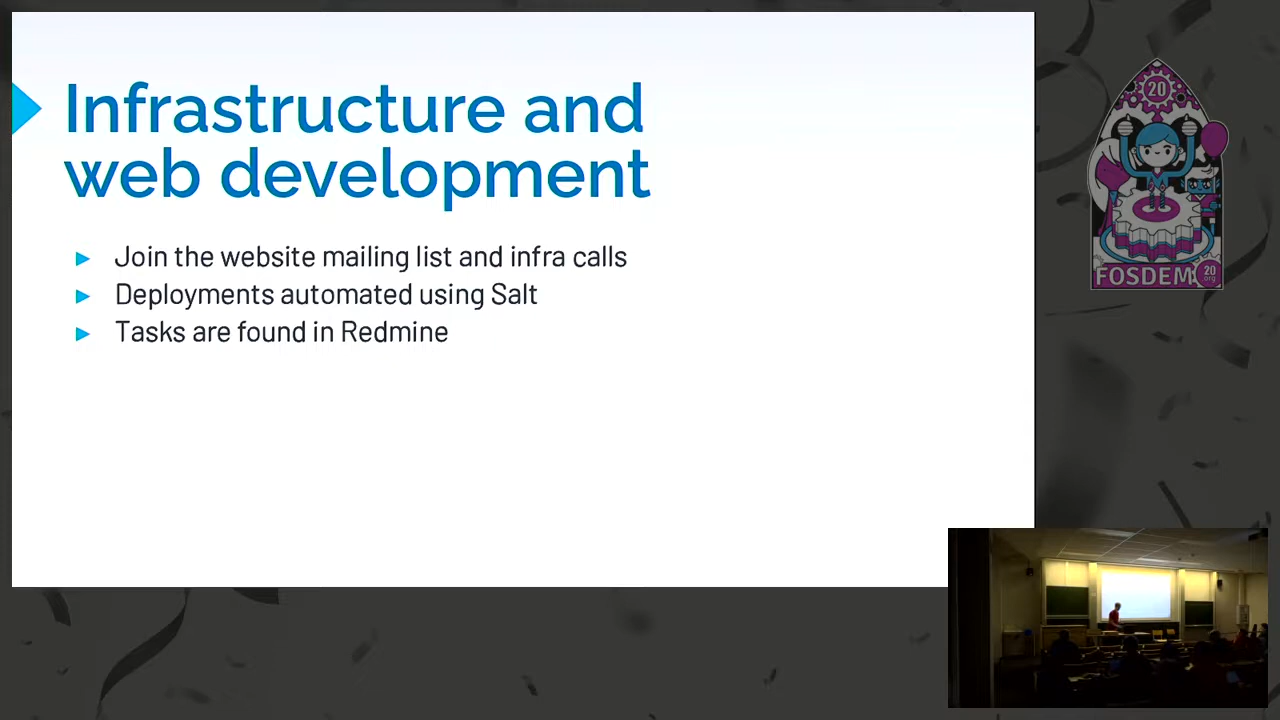 Infrastructure and
web development
Join the website mailing list and infra calls
Deployments automated using Salt
Tasks are found in Redmine
20
FOSDEM
20
.org